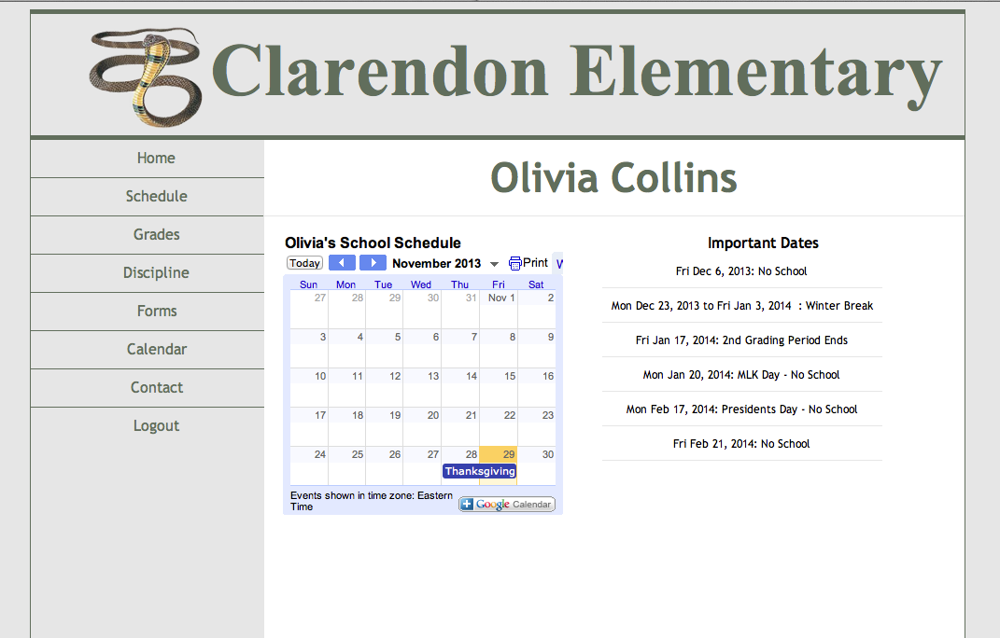 Clarendon Elementary
Home
Schedule
Grades
Discipline
Forms
Calendar
Contact
Logout
Olivia Collins
Olivia's School Schedule
Today November 2013 Print W
Sun Mon Tue Wed Thu Fri Sat
27 28 29 30 31 Nov 1 2
3 4 5 6 7 8 9
10 11 12 13 14 15 16
17 18 19 20 21 22 23
24 25 26 27 28 29 30
Thanksgiving
Events shown in time zone: Eastern
Time
Google Calendar
Important Dates
Fri Dec 6, 2013: No School
Mon Dec 23, 2013 to Fri Jan 3, 2014 : Winter Break
Fri Jan 17, 2014: 2nd Grading Period Ends
Mon Jan 20, 2014: MLK Day - No School
Mon Feb 17, 2014: Presidents Day - No School
Fri Feb 21, 2014: No School